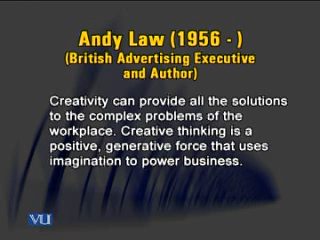 Andy Law (1956 - )
(British Advertising Executive
and Author)
Creativity can provide all the solutions
to the complex problems of the
workplace. Creative thinking is a
positive, generative force that uses
imagination to power business.
VU